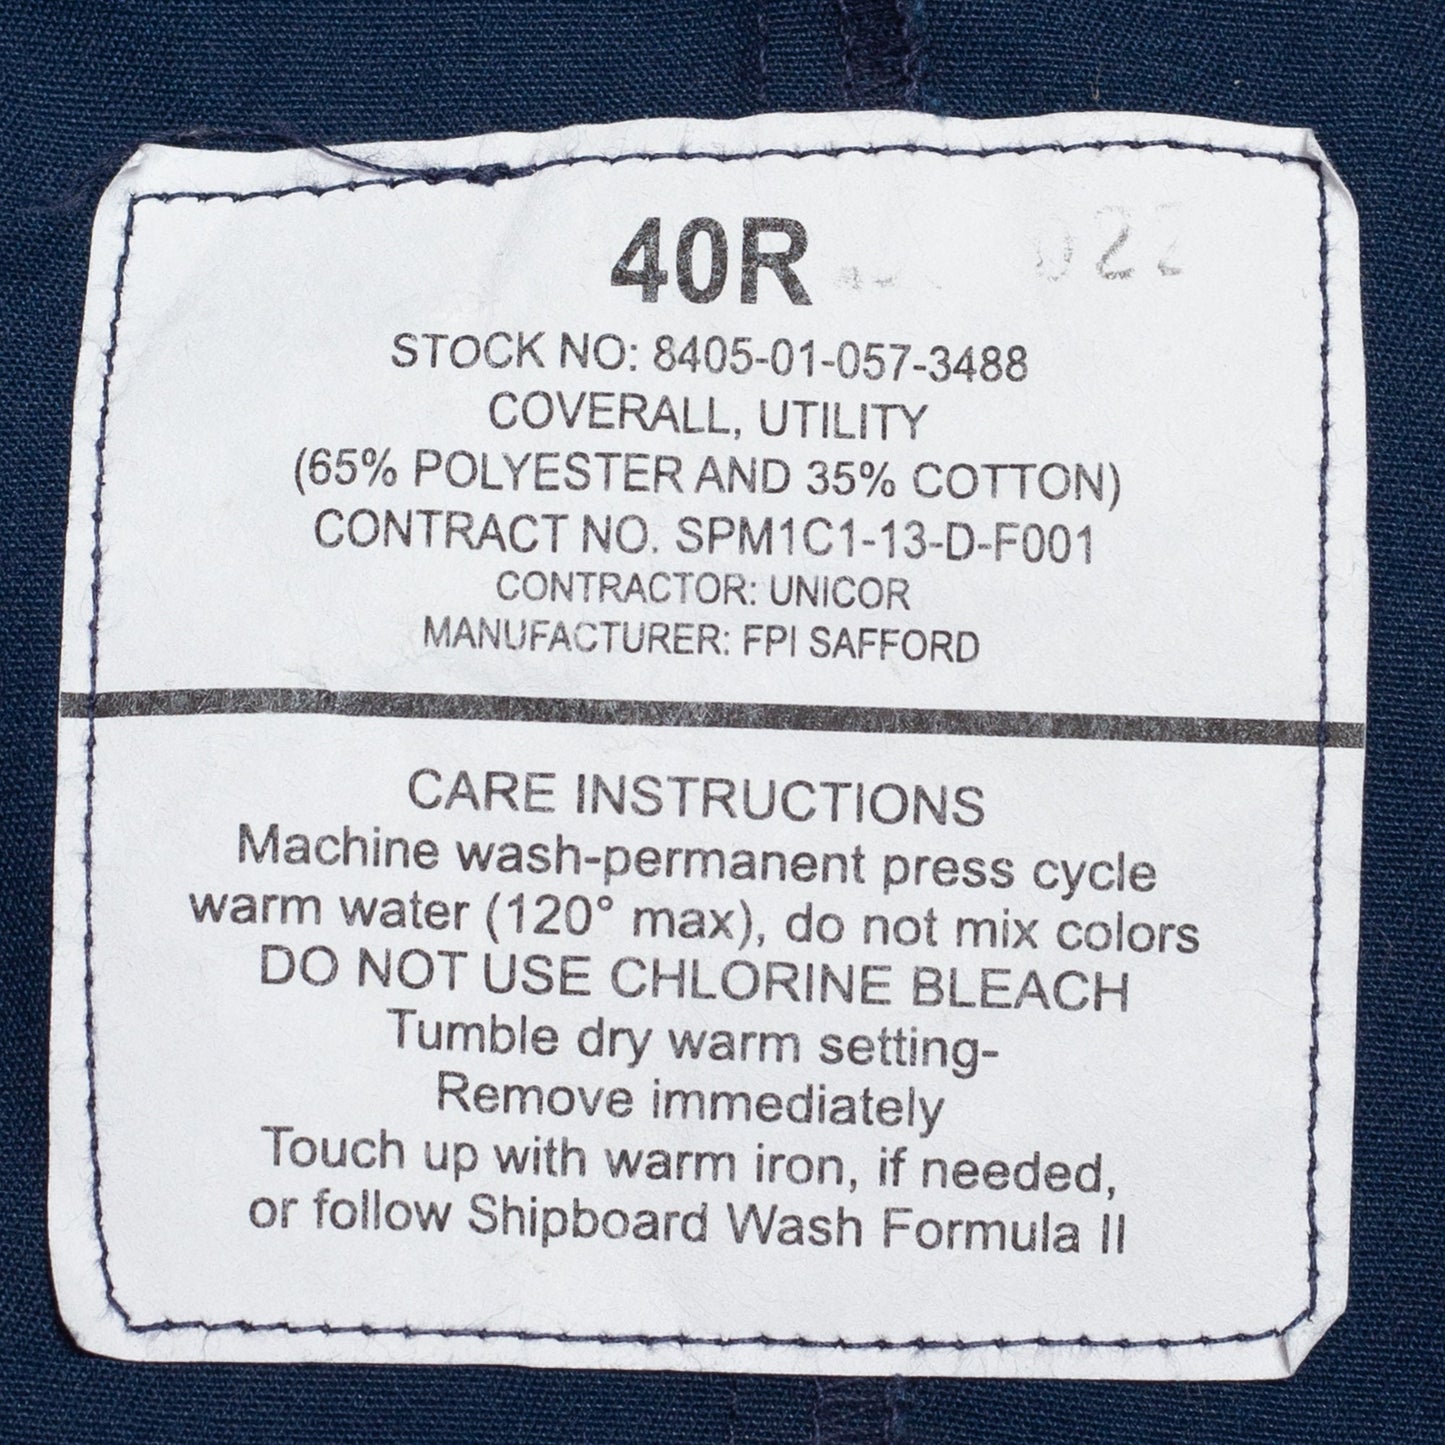 40R
STOCK NO: 8405-01-057-3488
COVERALL, UTILITY
(65% POLYESTER AND 35% COTTON)
CONTRACT NO. SPM1C1-13-D-F001
CONTRACTOR: UNICOR
MANUFACTURER: FPI SAFFORD
CARE INSTRUCTIONS
Machine wash-permanent press cycle
warm water (120° max), do not mix colors
DO NOT USE CHLORINE BLEACH
Tumble dry warm setting-
Remove immediately
Touch up with warm iron, if needed,
or follow Shipboard Wash Formula II